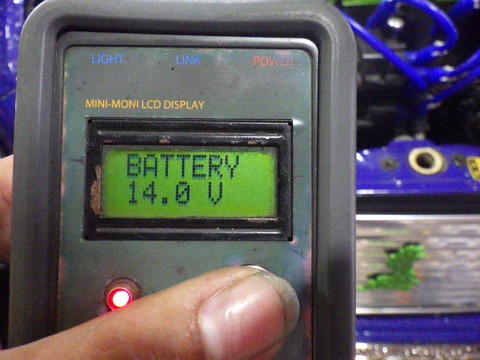 LIGHT LINK POWER
MINI-MONI LCD DISPLAY
BATTERY
14.0 V